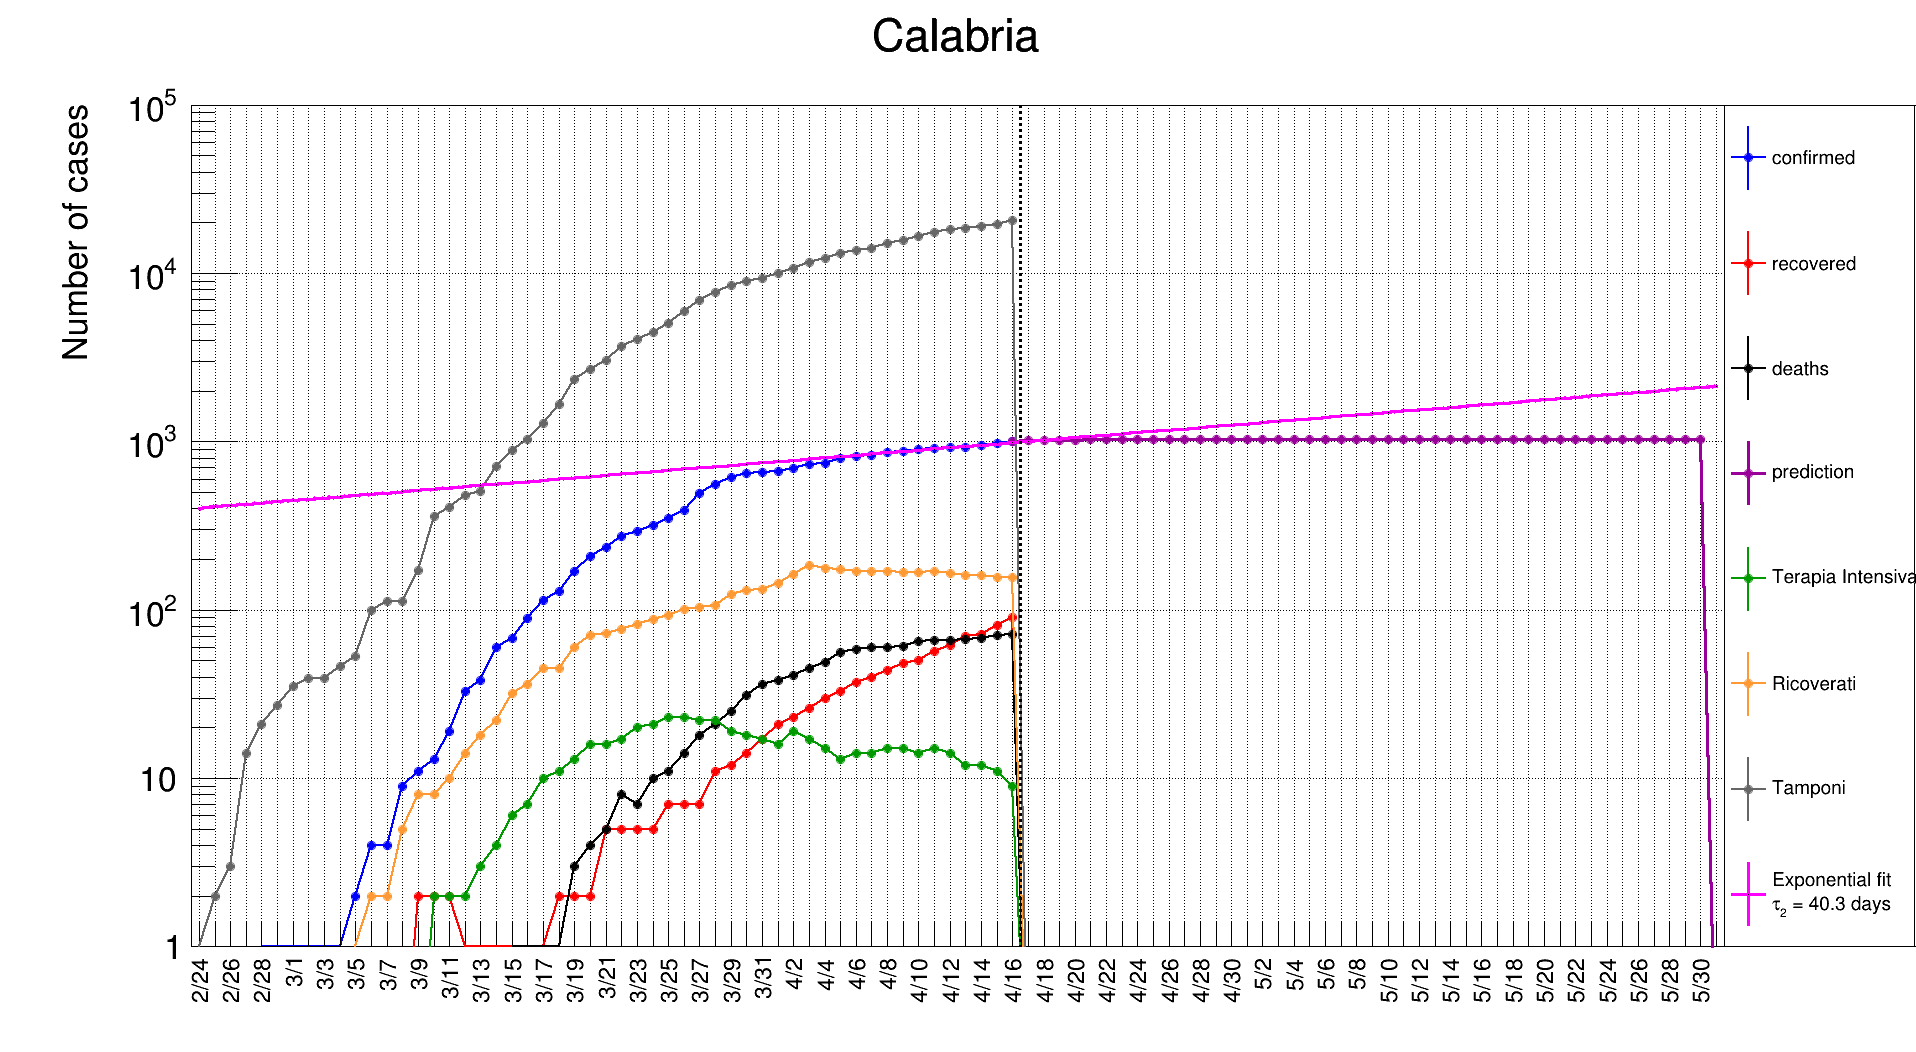 Calabria
Number of cases
10^5
10^4
10^3
10^2
10
1
2/24 2/26 2/28 3/1 3/3 3/5 3/7 3/9 3/11 3/13 3/15 3/17 3/19 3/21 3/23 3/25 3/27 3/29 3/31 4/2 4/4 4/6 4/8 4/10 4/12 4/14 4/16 4/18 4/20 4/22 4/24 4/26 4/28 4/30 5/2 5/4 5/6 5/8 5/10 5/12 5/14 5/16 5/18 5/20 5/22 5/24 5/26 5/28 5/30
confirmed
recovered
deaths
prediction
Terapia Intensiva
Ricoverati
Tamponi
Exponential fit
τ_2 = 40.3 days